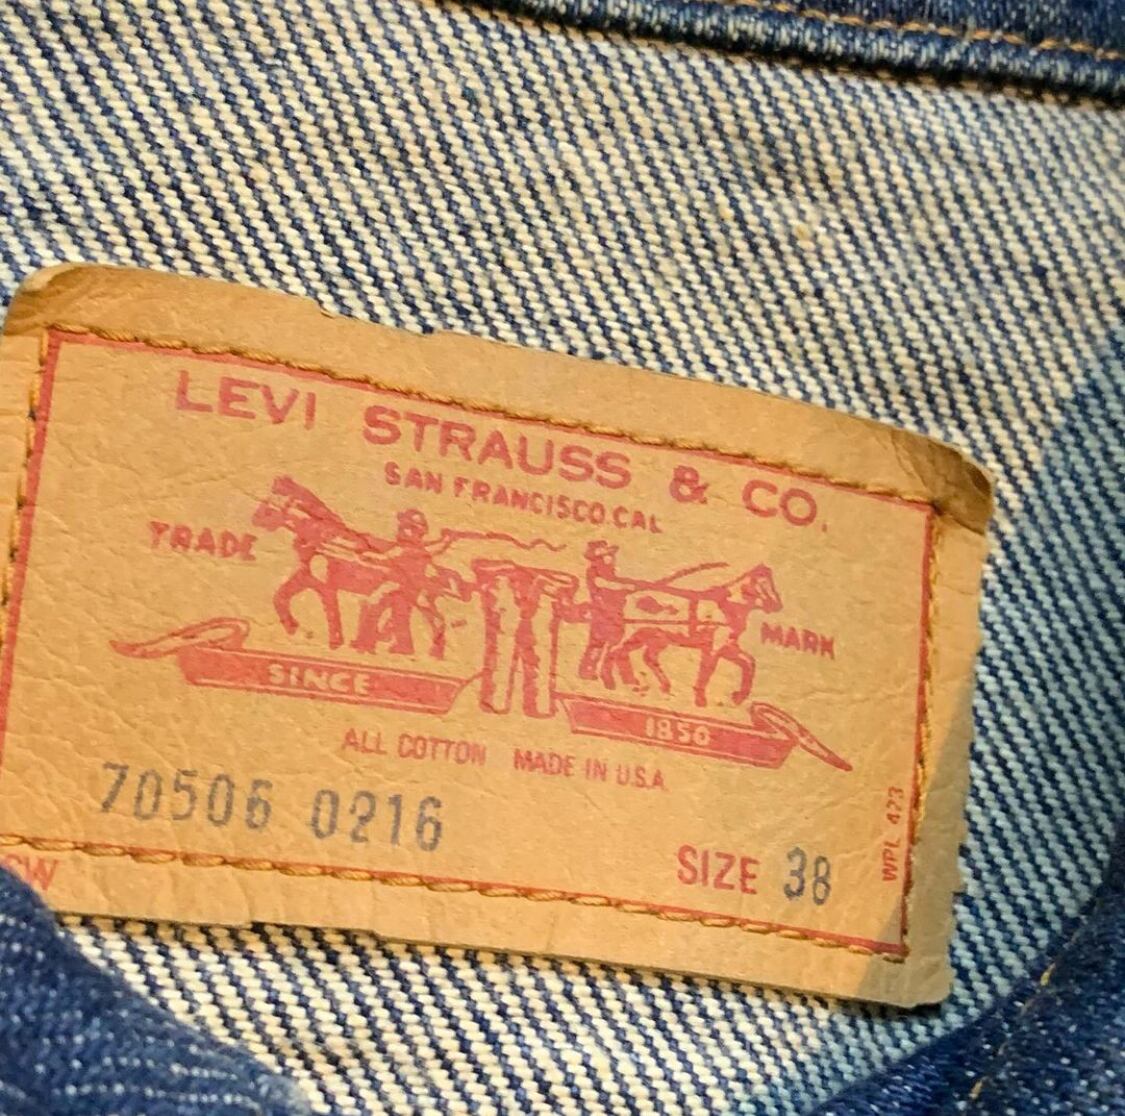 LEVI STRAUSS & CO.
SAN FRANCISCO CAL
TRADE MARK
SINCE 1850
ALL COTTON MADE IN U.S.A.
70506 0216
SIZE 38
WPL 423